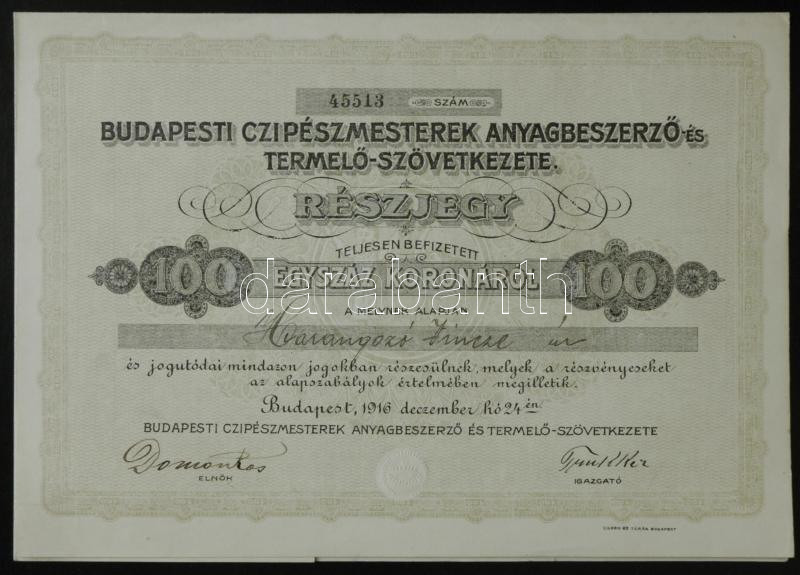 45513 SZÁM
BUDAPESTI CZIPÉSZMESTEREK ANYAGBESZERZŐ-ÉS
TERMELŐ-SZÖVETKEZETE.
RÉSZJEGY
TELJESEN BEFIZETETT
100 EGYSZÁZ KORONÁRÓL 100
darabanth
A MELYNEK ALAPJÁN
Harangozó Vincze úr
és jogutódai mindazon jogokban részesülnek, melyek a részvényeseket
az alapszabályok értelmében megilletik.
Budapest, 1916 deczember hó 24 én
BUDAPESTI CZIPÉSZMESTEREK ANYAGBESZERZŐ ÉS TERMELŐ-SZÖVETKEZETE
Domonkos
ELNÖK
IGAZGATÓ
BUDAPEST